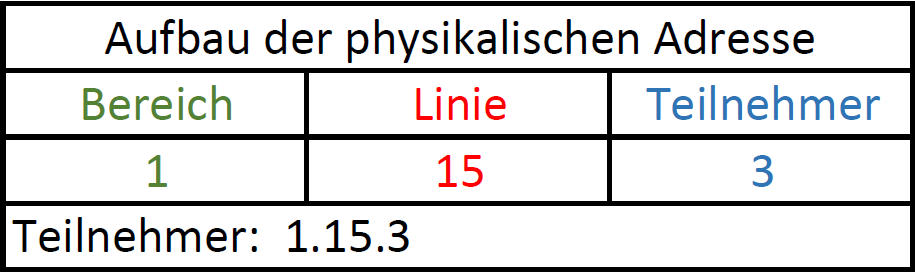 Aufbau der physikalischen Adresse
Bereich Linie Teilnehmer
1 15 3
Teilnehmer: 1.15.3